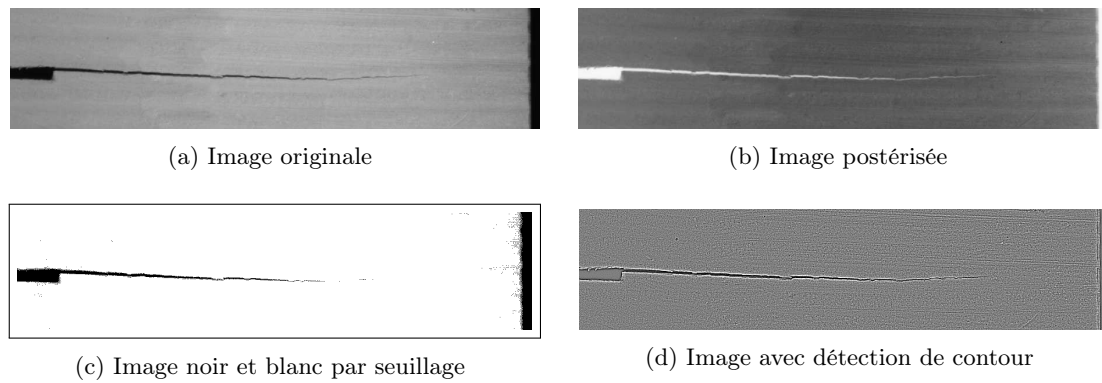 (a) Image originale
(b) Image postérisée
(c) Image noir et blanc par seuillage
(d) Image avec détection de contour